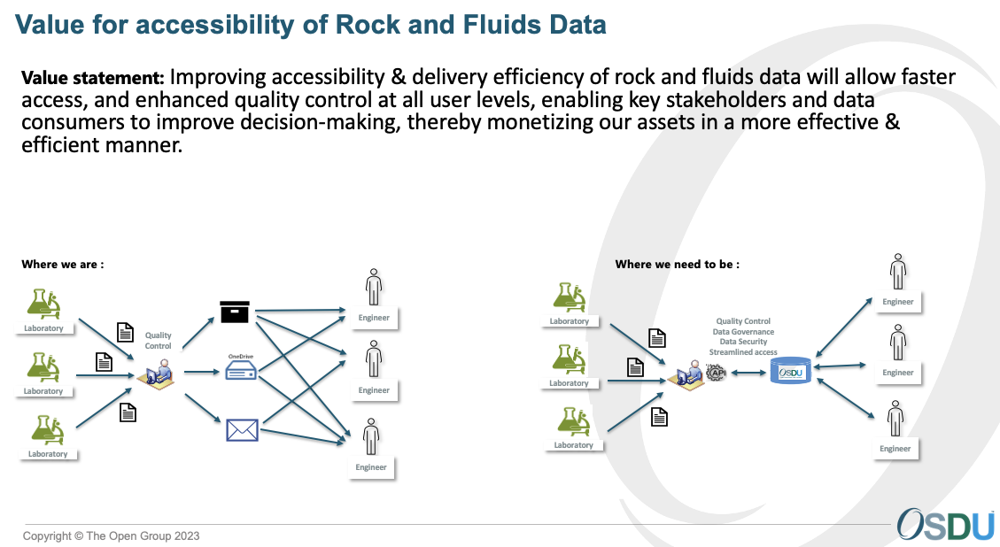 Value for accessibility of Rock and Fluids Data
Value statement: Improving accessibility & delivery efficiency of rock and fluids data will allow faster
access, and enhanced quality control at all user levels, enabling key stakeholders and data
consumers to improve decision-making, thereby monetizing our assets in a more effective &
efficient manner.
Where we are :
Laboratory
Laboratory
Laboratory
Quality
Control
OneDrive
Engineer
Engineer
Engineer
Where we need to be :
Laboratory
Laboratory
Laboratory
API
Quality Control
Data Governance
Data Security
Streamlined access
OSDU
Engineer
Engineer
Engineer
Copyright © The Open Group 2023
OSDU